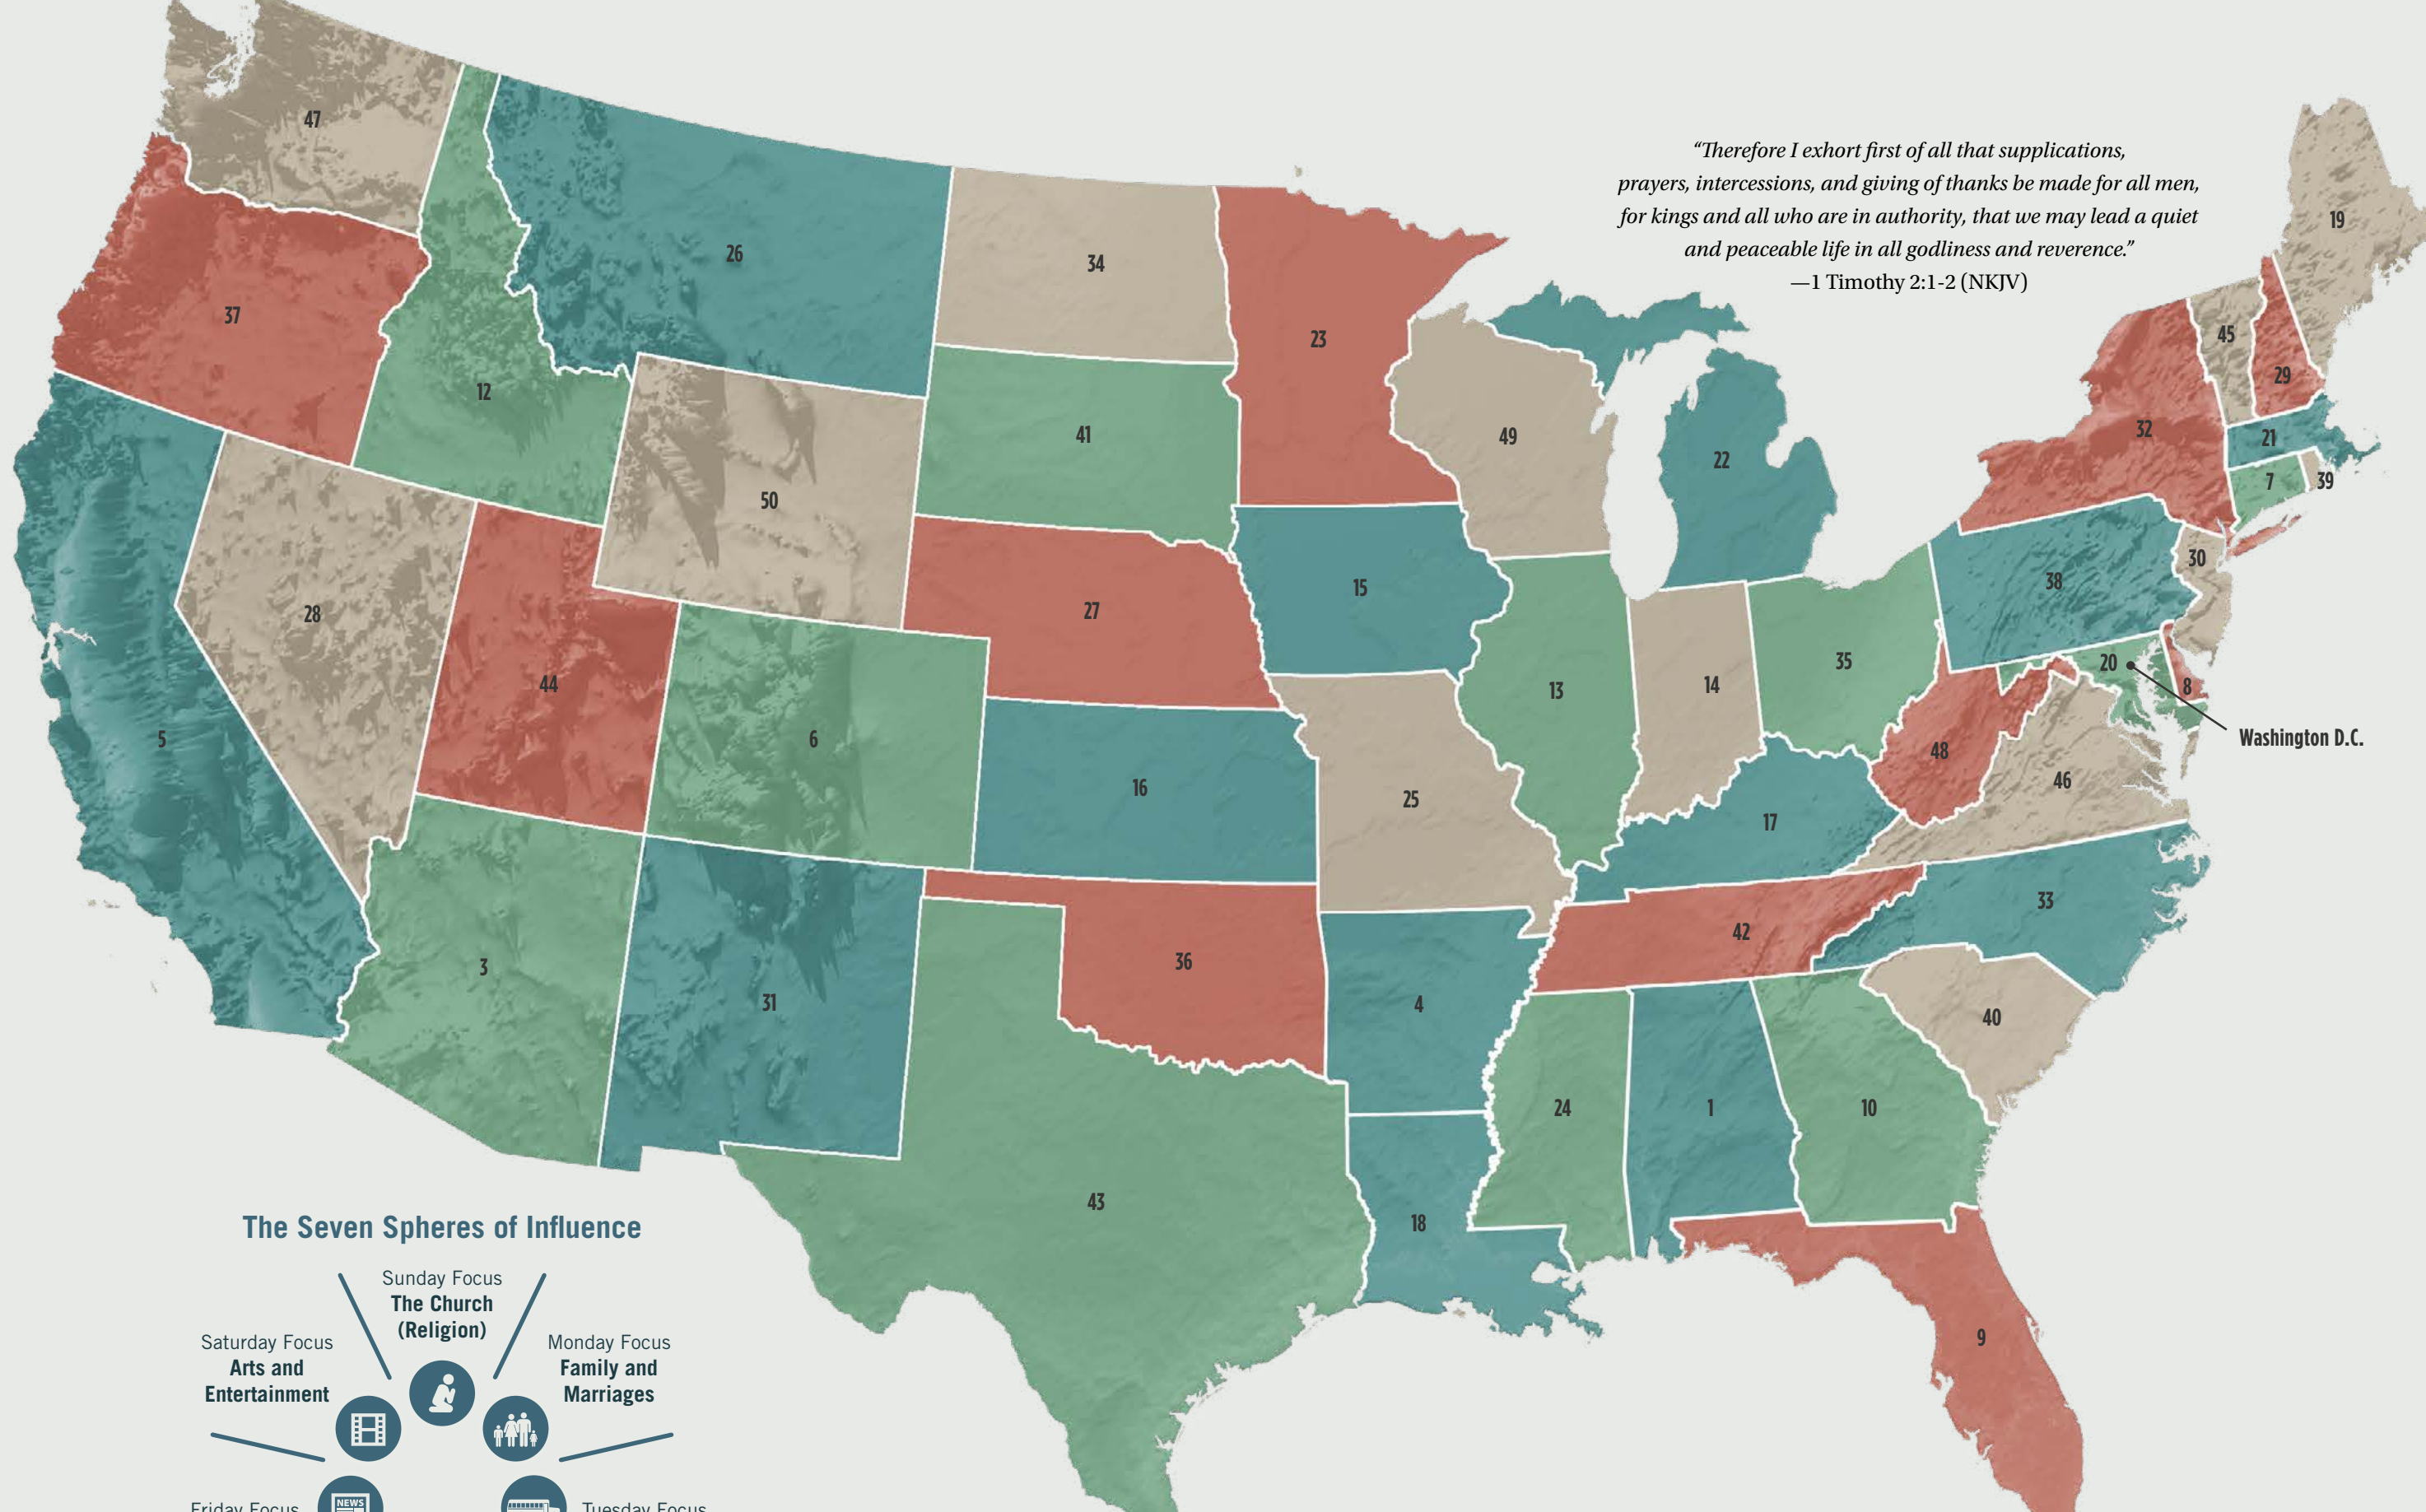 “Therefore I exhort first of all that supplications,
prayers, intercessions, and giving of thanks be made for all men,
for kings and all who are in authority, that we may lead a quiet
and peaceable life in all godliness and reverence.”
—1 Timothy 2:1-2 (NKJV)
47
19
26
34
37
23
45
29
12
32
41
49
21
22
7
39
50
30
38
15
27
28
20
35
44
14
8
13
5
6
Washington D.C.
48
46
16
25
17
33
42
36
3
31
4
40
24
1
10
43
18
9
The Seven Spheres of Influence
Sunday Focus
The Church
(Religion)
Saturday Focus
Arts and
Entertainment
Monday Focus
Family and
Marriages
NEWS
Friday Focus
Tuesday Focus